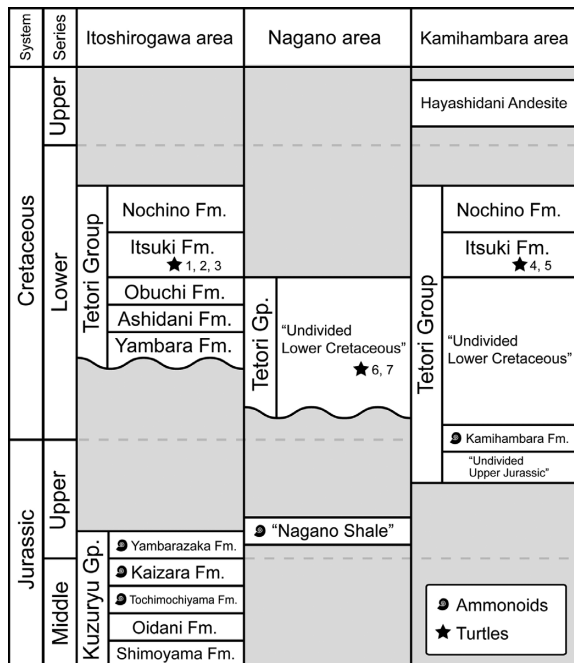 System
Series
Itoshirogawa area
Nagano area
Kamihambara area
Cretaceous
Upper
Lower
Jurassic
Upper
Middle
Tetori Group
Nochino Fm.
Itsuki Fm.
★ 1, 2, 3
Obuchi Fm.
Ashidani Fm.
Yambara Fm.
Kuzuryu Gp.
Yambarazaka Fm.
Kaizara Fm.
Tochimochiyama Fm.
Oidani Fm.
Shimoyama Fm.
Tetori Gp.
“Undivided
Lower Cretaceous”
★ 6, 7
“Nagano Shale”
Hayashidani Andesite
Tetori Group
Nochino Fm.
Itsuki Fm.
★ 4, 5
“Undivided
Lower Cretaceous”
Kamihambara Fm.
“Undivided
Upper Jurassic”
Ammonoids
★ Turtles